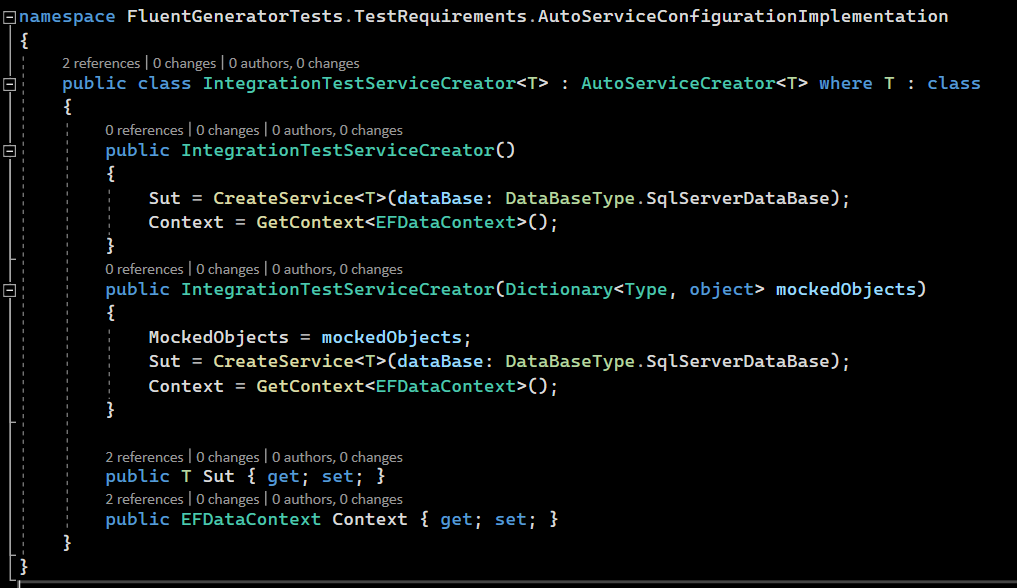 namespace FluentGeneratorTests.TestRequirements.AutoServiceConfigurationImplementation
{
2 references | 0 changes | 0 authors, 0 changes
public class IntegrationTestServiceCreator<T> : AutoServiceCreator<T> where T : class
{
0 references | 0 changes | 0 authors, 0 changes
public IntegrationTestServiceCreator()
{
Sut = CreateService<T>(dataBase: DataBaseType.SqlServerDataBase);
Context = GetContext<EFDataContext>();
}
0 references | 0 changes | 0 authors, 0 changes
public IntegrationTestServiceCreator(Dictionary<Type, object> mockedObjects)
{
MockedObjects = mockedObjects;
Sut = CreateService<T>(dataBase: DataBaseType.SqlServerDataBase);
Context = GetContext<EFDataContext>();
}
2 references | 0 changes | 0 authors, 0 changes
public T Sut { get; set; }
2 references | 0 changes | 0 authors, 0 changes
public EFDataContext Context { get; set; }
}
}